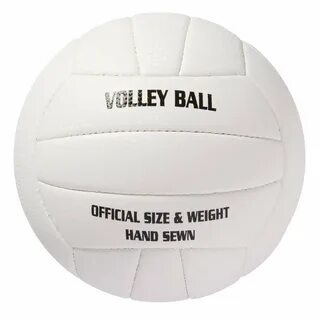 VOLLEY BALL
OFFICIAL SIZE & WEIGHT
HAND SEWN